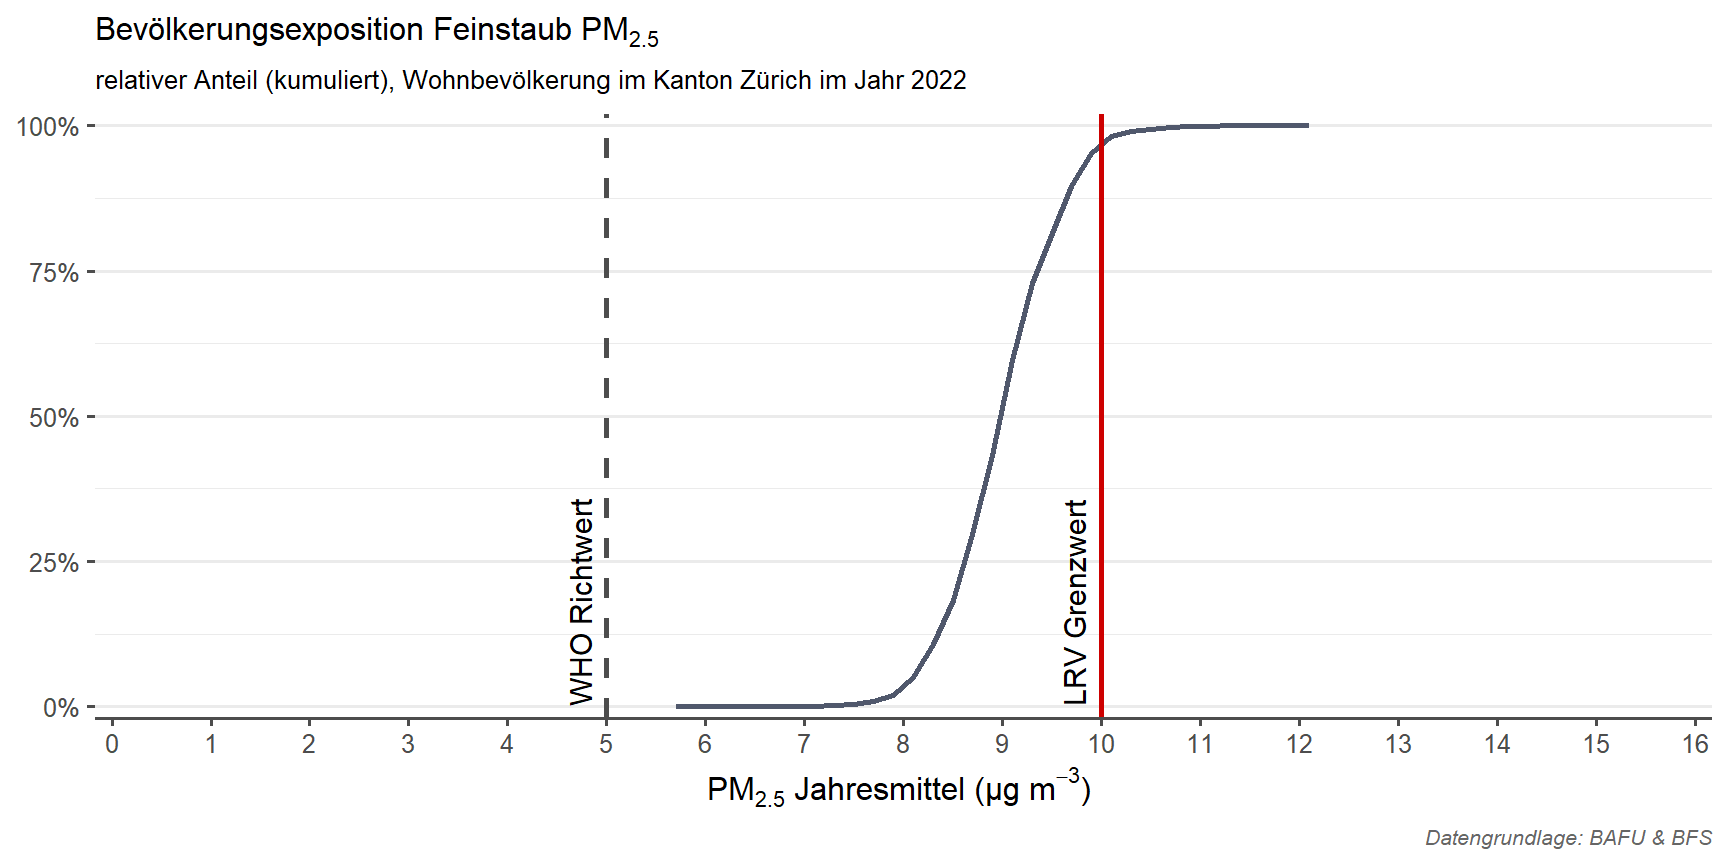 Bevölkerungsexposition Feinstaub PM2.5
relativer Anteil (kumuliert), Wohnbevölkerung im Kanton Zürich im Jahr 2022
100%
75%
50%
25%
0%
WHO Richtwert
LRV Grenzwert
0 1 2 3 4 5 6 7 8 9 10 11 12 13 14 15 16
PM2.5 Jahresmittel (µg m−3)
Datengrundlage: BAFU & BFS